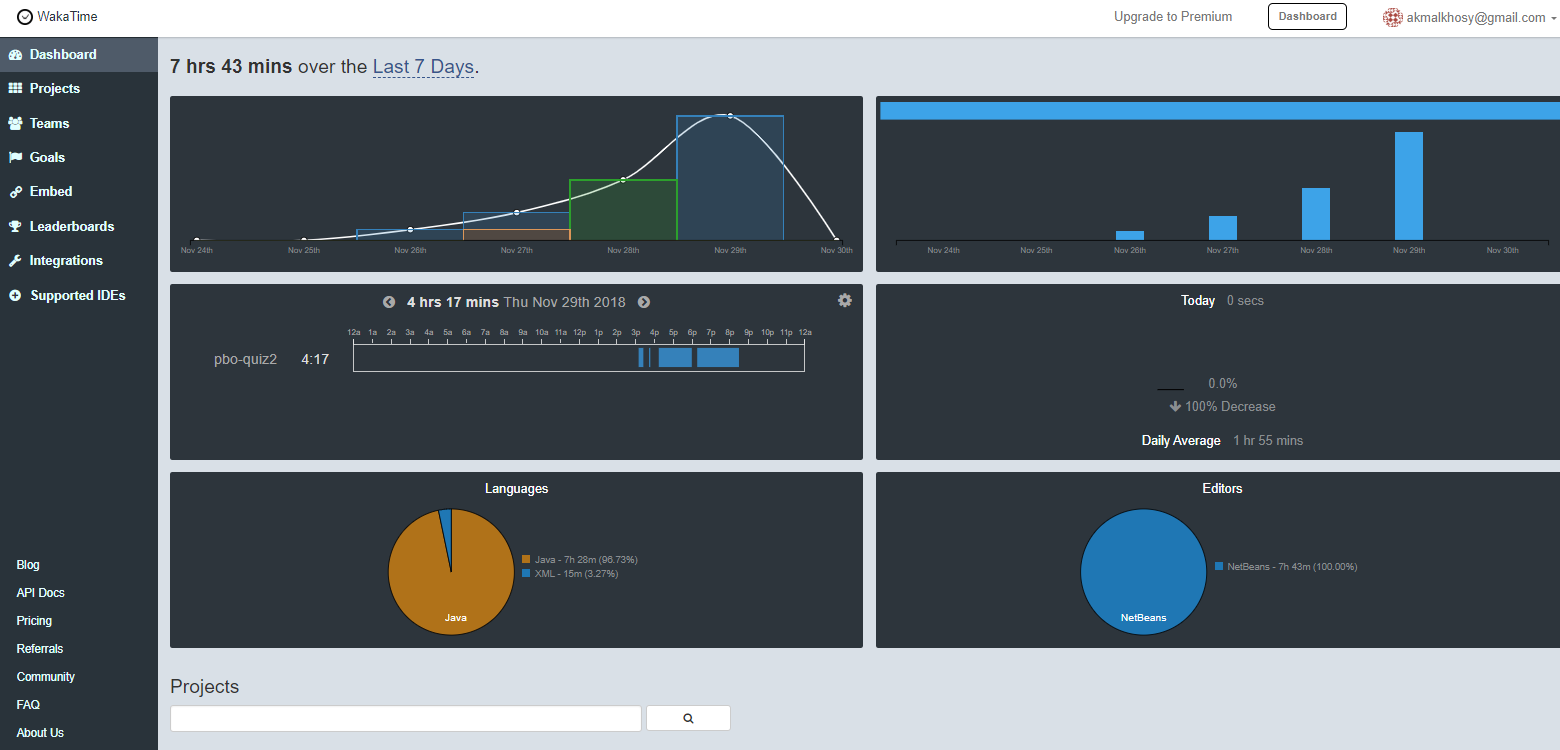 WakaTime
Upgrade to Premium
Dashboard
akmalkhosy@gmail.com
Dashboard
Projects
Teams
Goals
Embed
Leaderboards
Integrations
Supported IDEs
Blog
API Docs
Pricing
Referrals
Community
FAQ
About Us
7 hrs 43 mins over the Last 7 Days.
Nov 24th Nov 25th Nov 26th Nov 27th Nov 28th Nov 29th Nov 30th
Nov 24th Nov 25th Nov 26th Nov 27th Nov 28th Nov 29th Nov 30th
4 hrs 17 mins Thu Nov 29th 2018
12a 1a 2a 3a 4a 5a 6a 7a 8a 9a 10a 11a 12p 1p 2p 3p 4p 5p 6p 7p 8p 9p 10p 11p 12a
pbo-quiz2 4:17
Today 0 secs
0.0%
100% Decrease
Daily Average 1 hr 55 mins
Languages
Java - 7h 28m (96.73%)
XML - 15m (3.27%)
Java
Editors
NetBeans - 7h 43m (100.00%)
NetBeans
Projects